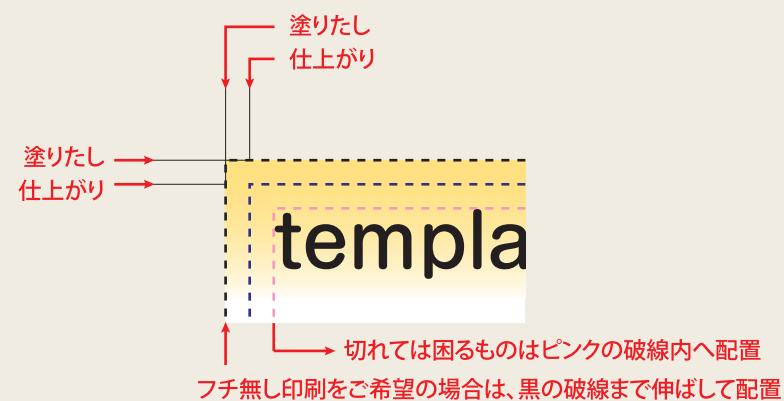 塗りたし
仕上がり
塗りたし
仕上がり
templa
切れては困るものはピンクの破線内へ配置
フチ無し印刷をご希望の場合は、黒の破線まで伸ばして配置